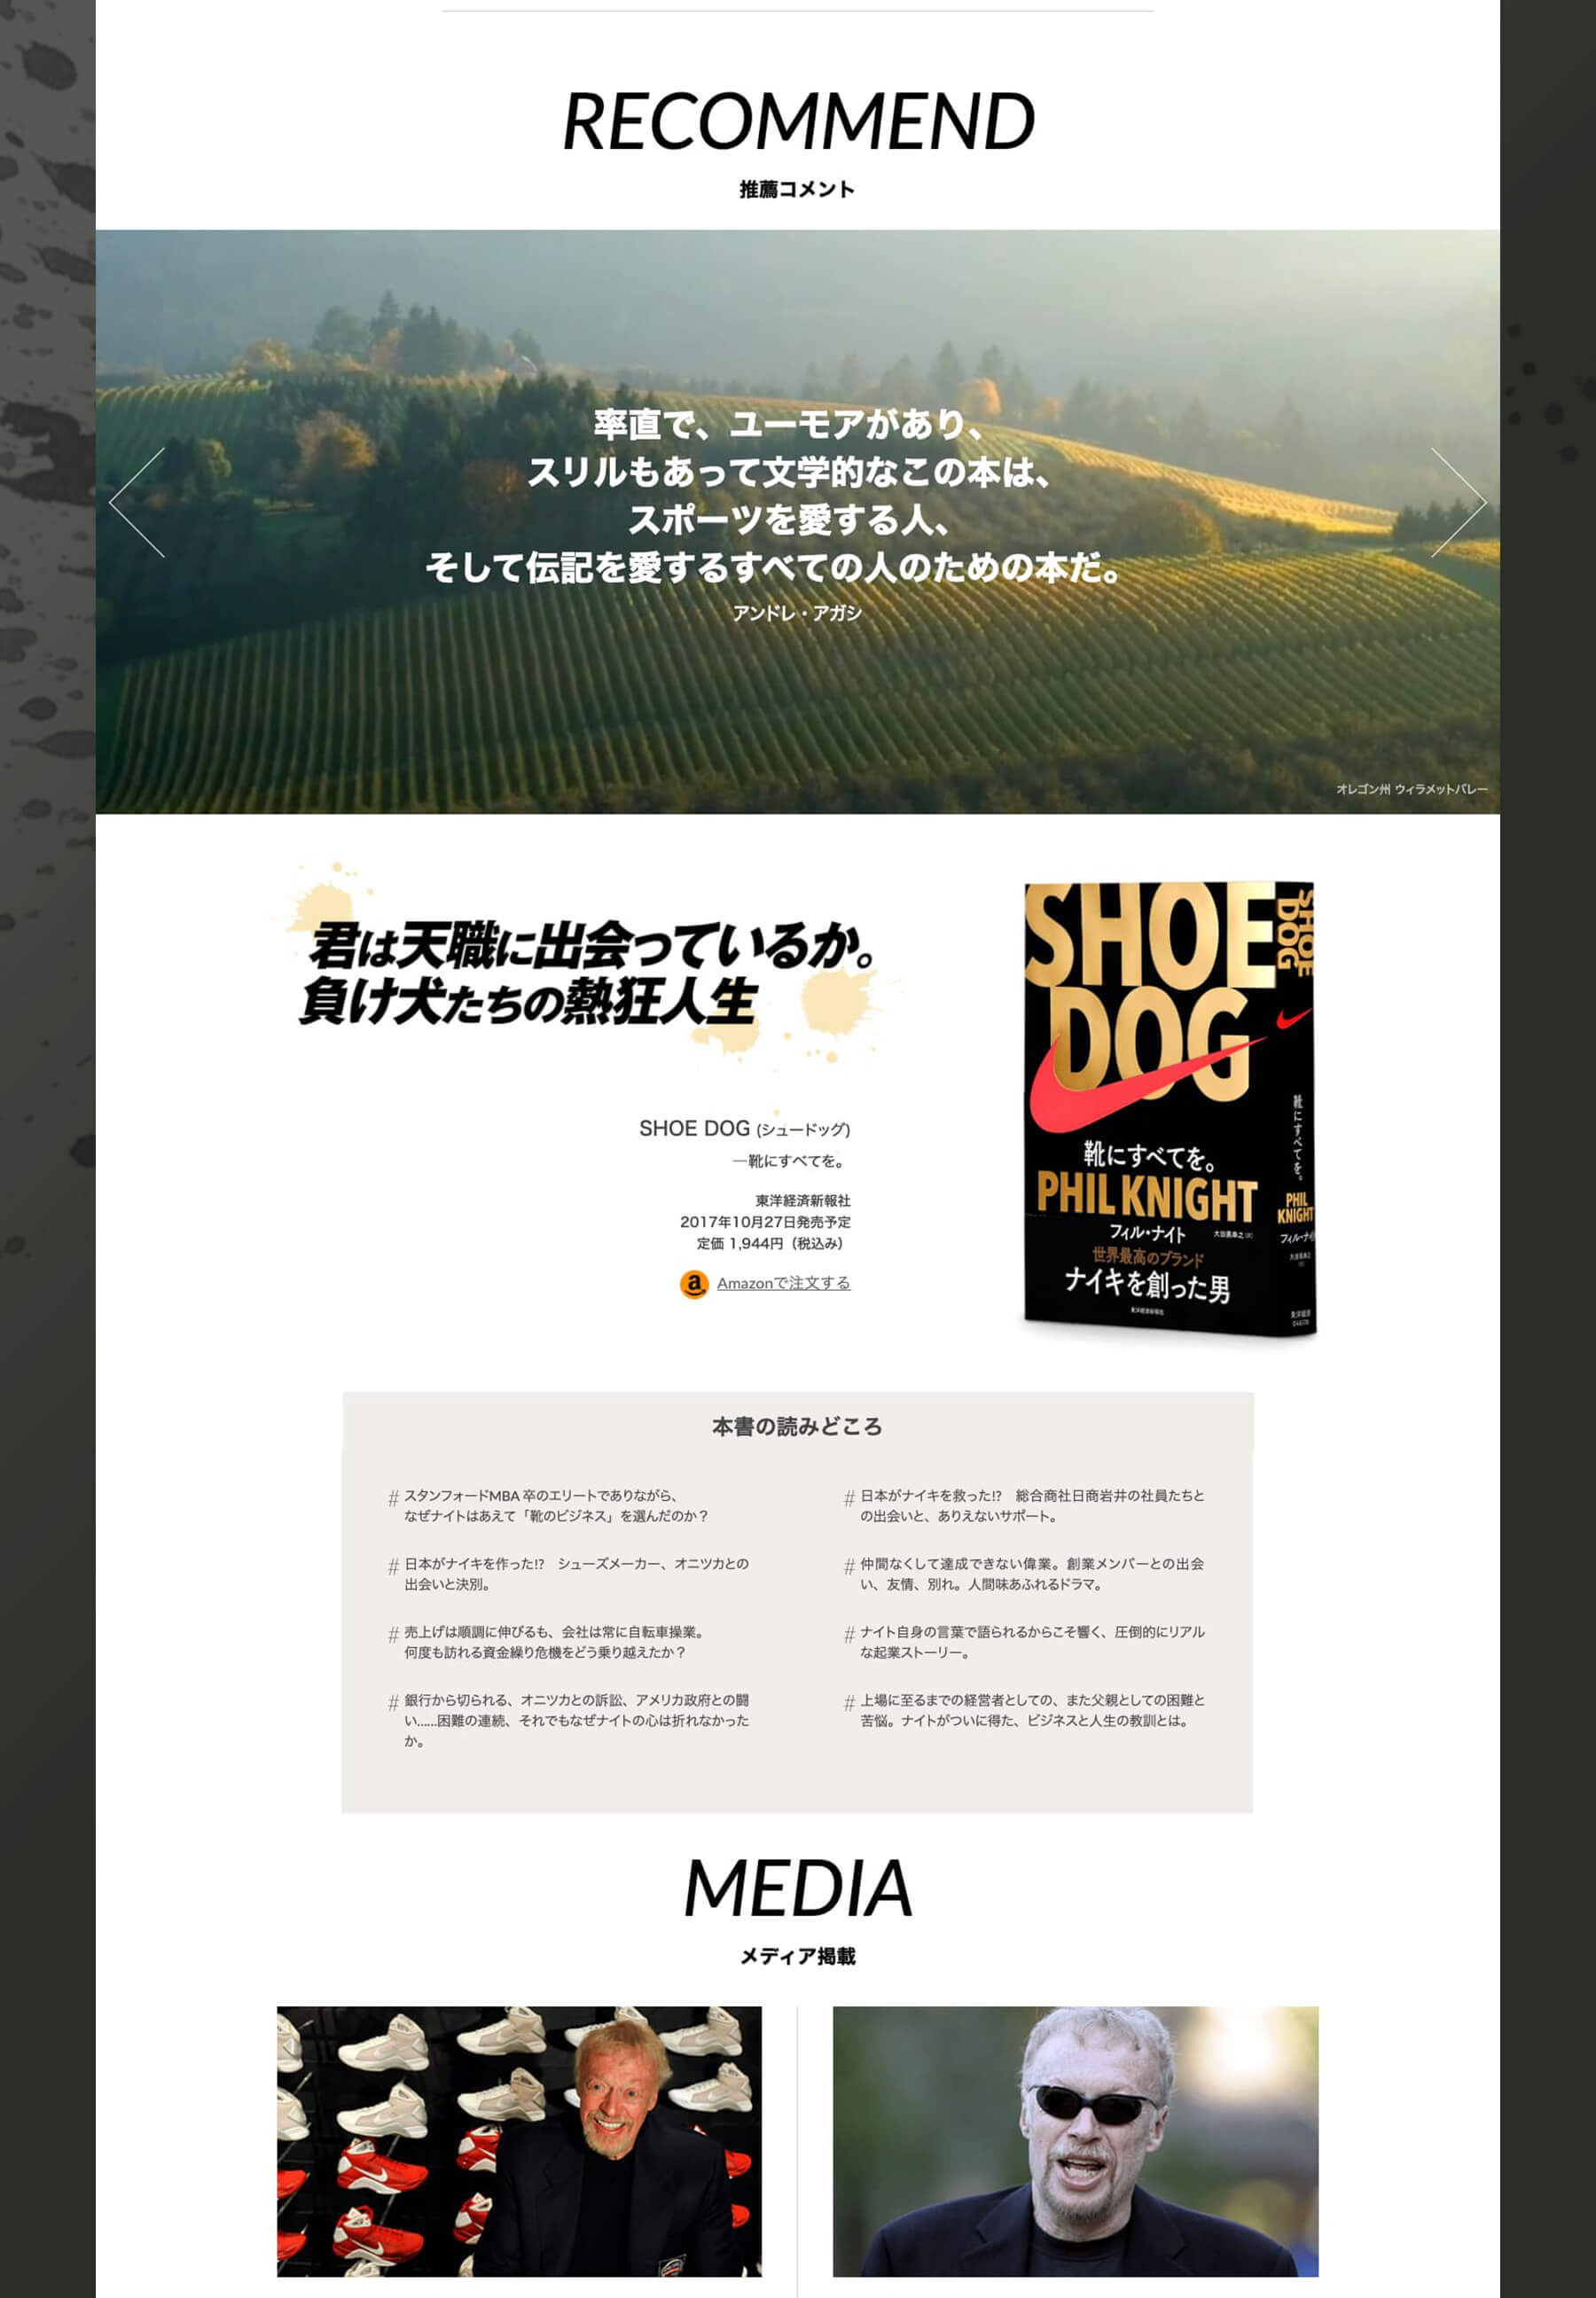 RECOMMEND
推薦コメント
率直で、ユーモアがあり、
スリルもあって文学的なこの本は、
スポーツを愛する人、
そして伝記を愛するすべての人のための本だ。
アンドレ・アガシ
オレゴン州 ウィラメットバレー
君は天職に出会っているか。
負け犬たちの熱狂人生
SHOE DOG (シュードッグ)
―靴にすべてを。
東洋経済新報社
2017年10月27日発売予定
定価 1,944円（税込み）
a Amazonで注文する
SHOE
DOG
靴にすべてを。
PHIL KNIGHT
フィル・ナイト
世界最高のブランド
ナイキを創った男
東洋経済新報社
SHOE
DOG
靴にすべてを。
PHIL
KNIGHT
本書の読みどころ
# スタンフォードMBA 卒のエリートでありながら、
なぜナイトはあえて「靴のビジネス」を選んだのか？
# 日本がナイキを作った!?　シューズメーカー、オニツカとの
出会いと決別。
# 売上げは順調に伸びるも、会社は常に自転車操業。
何度も訪れる資金繰り危機をどう乗り越えたか？
# 銀行から切られる、オニツカとの訴訟、アメリカ政府との闘
い……困難の連続、それでもなぜナイトの心は折れなかった
か。
# 日本がナイキを救った!?　総合商社日商岩井の社員たちと
の出会いと、ありえないサポート。
# 仲間なくして達成できない偉業。創業メンバーとの出会
い、友情、別れ。人間味あふれるドラマ。
# ナイト自身の言葉で語られるからこそ響く、圧倒的にリアル
な起業ストーリー。
# 上場に至るまでの経営者としての、また父親としての困難と
苦悩。ナイトがついに得た、ビジネスと人生の教訓とは。
MEDIA
メディア掲載